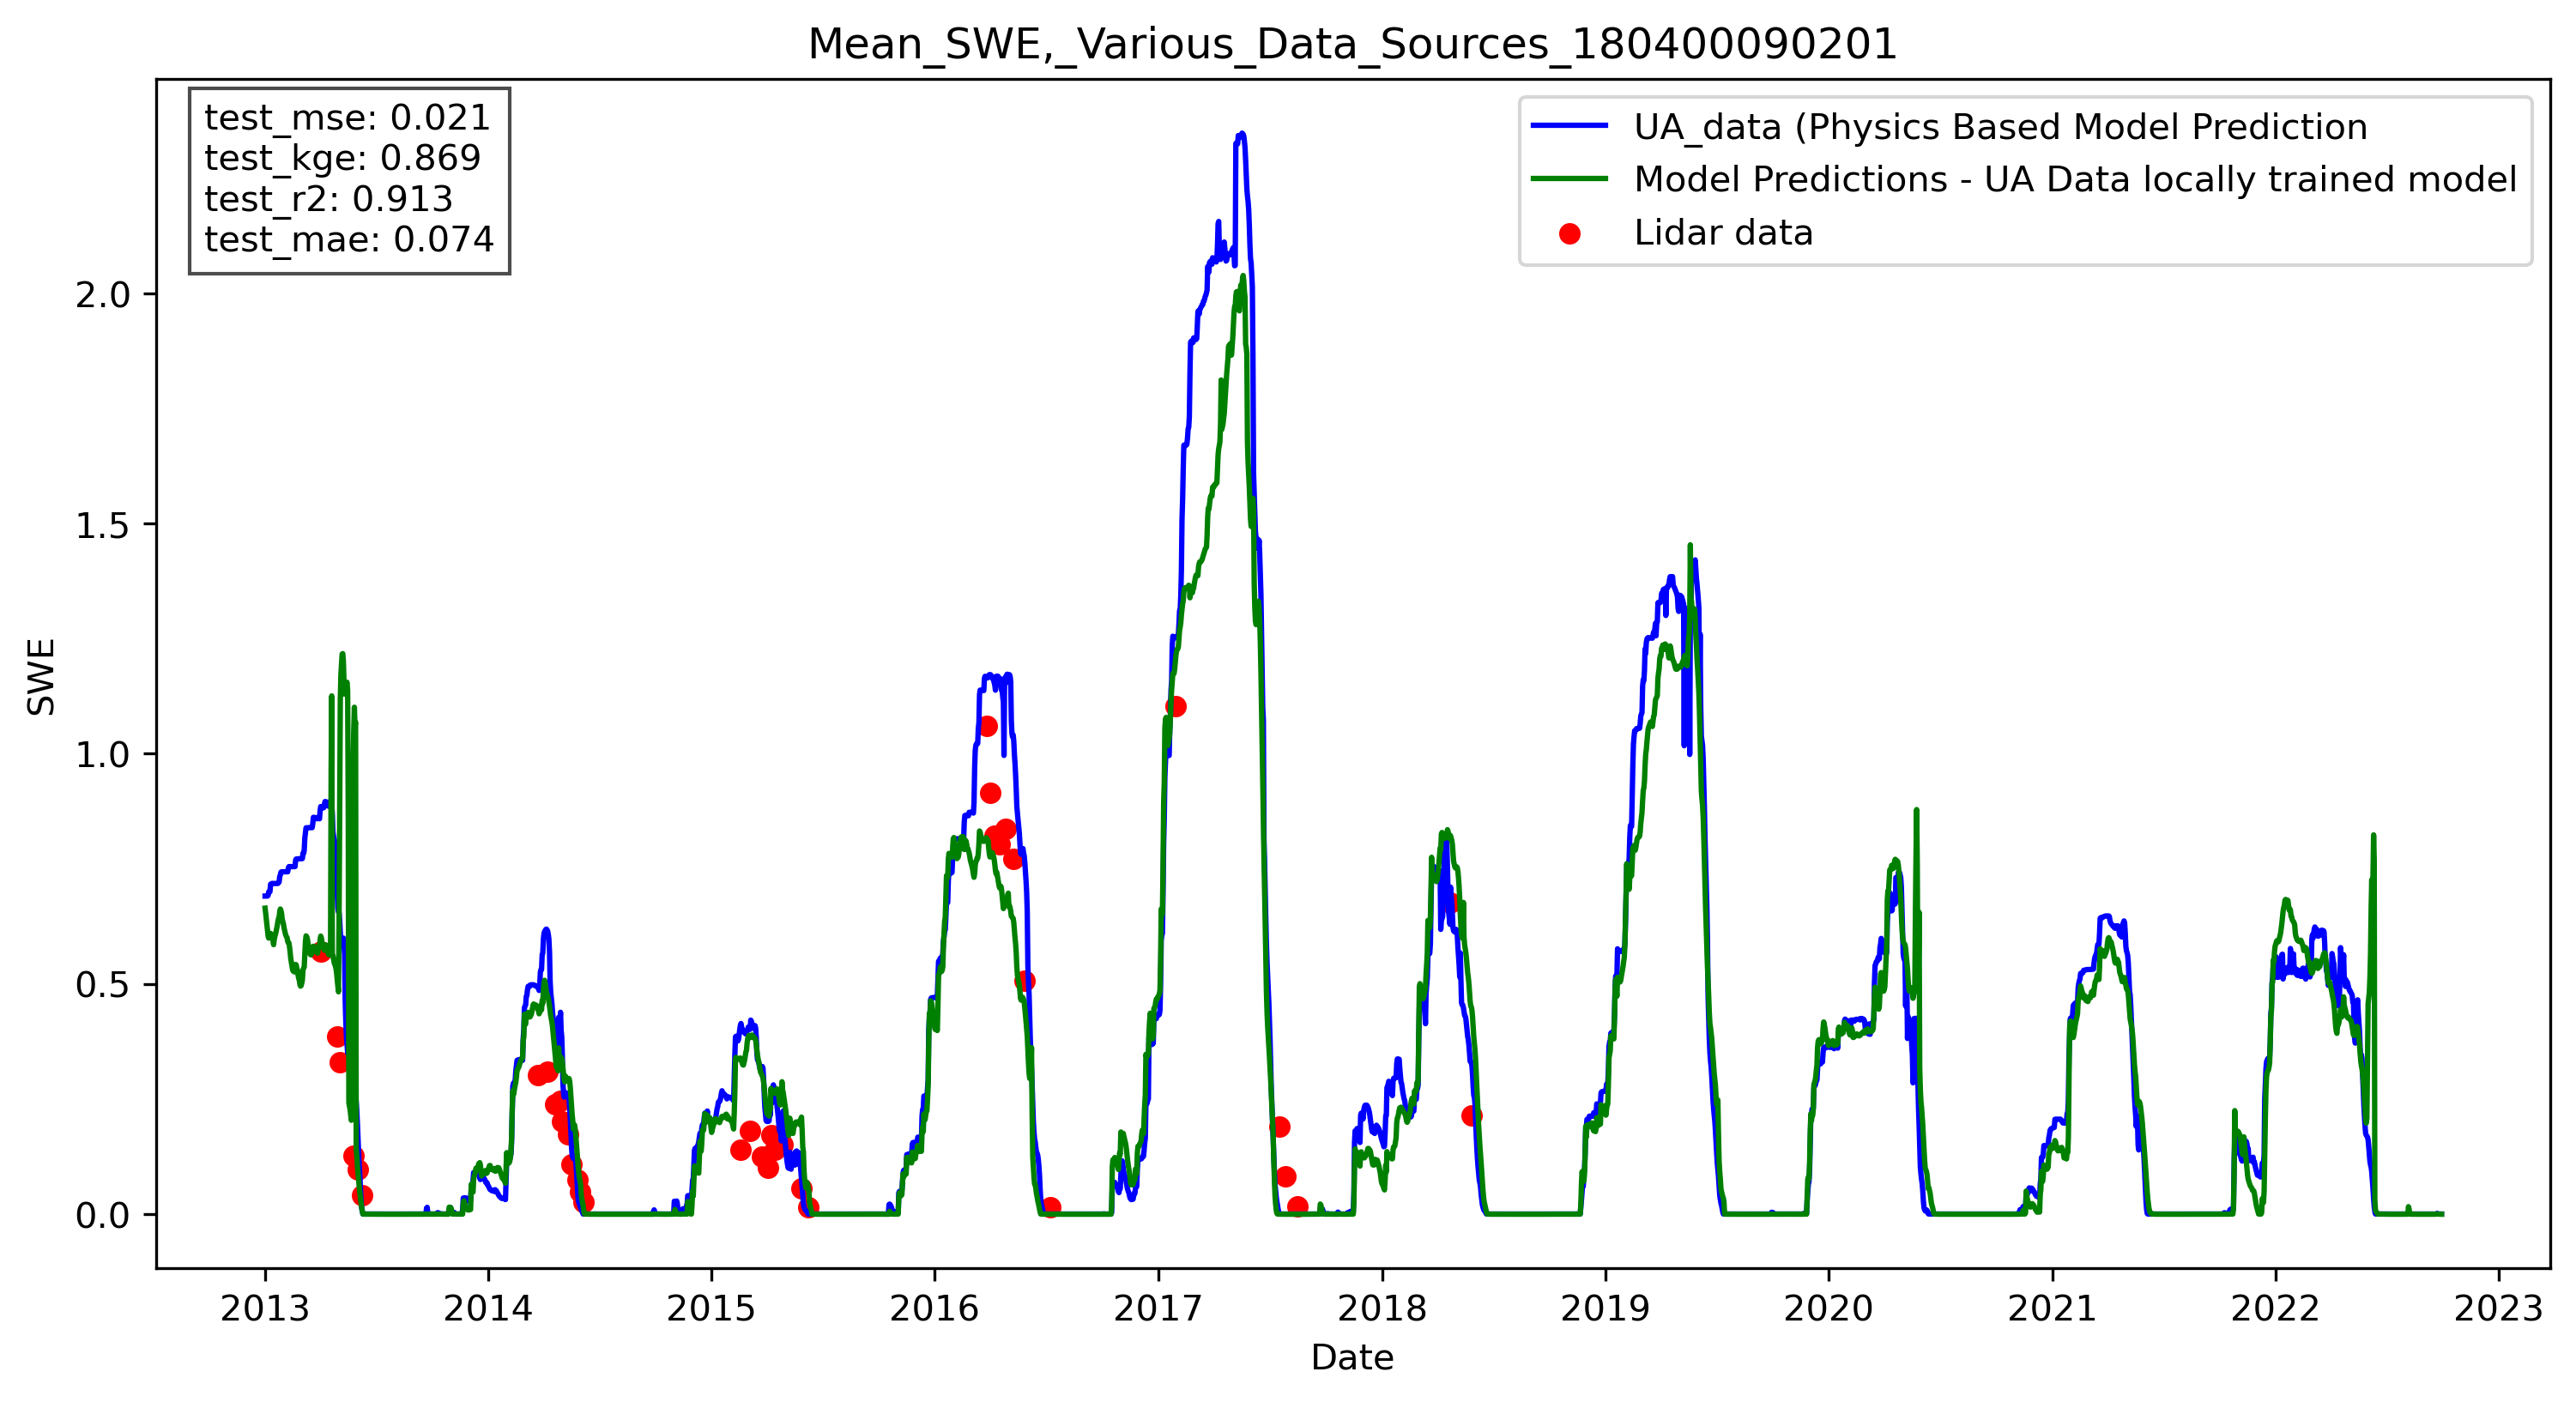 Mean_SWE,_Various_Data_Sources_180400090201
test_mse: 0.021
test_kge: 0.869
test_r2: 0.913
test_mae: 0.074
UA_data (Physics Based Model Prediction
Model Predictions - UA Data locally trained model
Lidar data
2.0
1.5
1.0
0.5
0.0
SWE
2013 2014 2015 2016 2017 2018 2019 2020 2021 2022 2023
Date